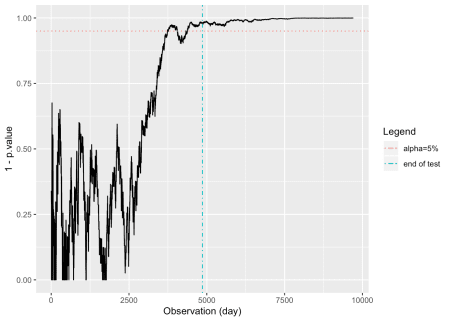 1.00
0.75
0.50
0.25
0.00
1 - p.value
0
2500
5000
7500
10000
Observation (day)
Legend
alpha=5%
end of test